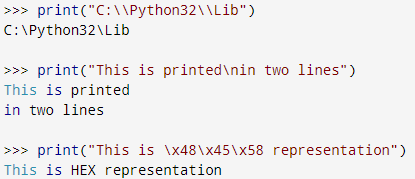 >>> print("C:\\Python32\\Lib")
C:\Python32\Lib
>>> print("This is printed\nin two lines")
This is printed
in two lines
>>> print("This is \x48\x45\x58 representation")
This is HEX representation